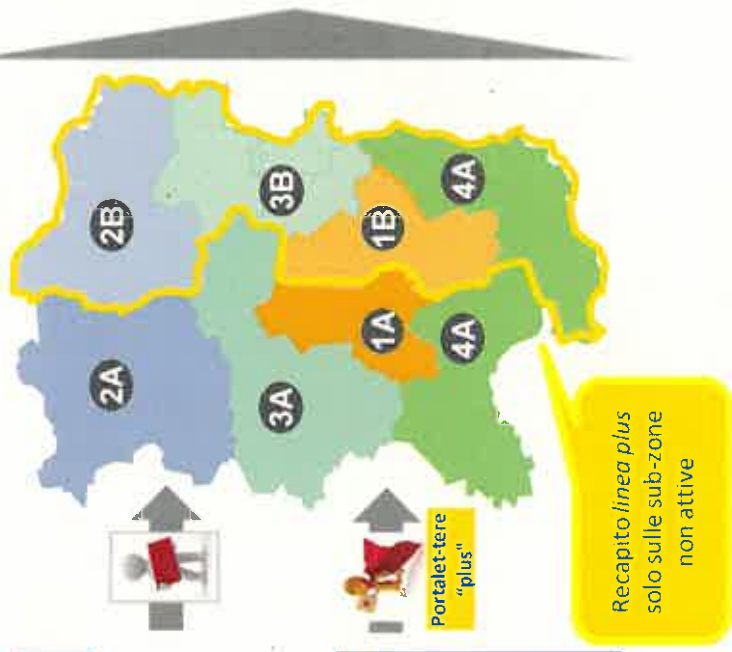 2A
2B
3A
3B
1A
1B
4A
4A
Portalet-tere
"plus"
Recapito linea plus
solo sulle sub-zone
non attive